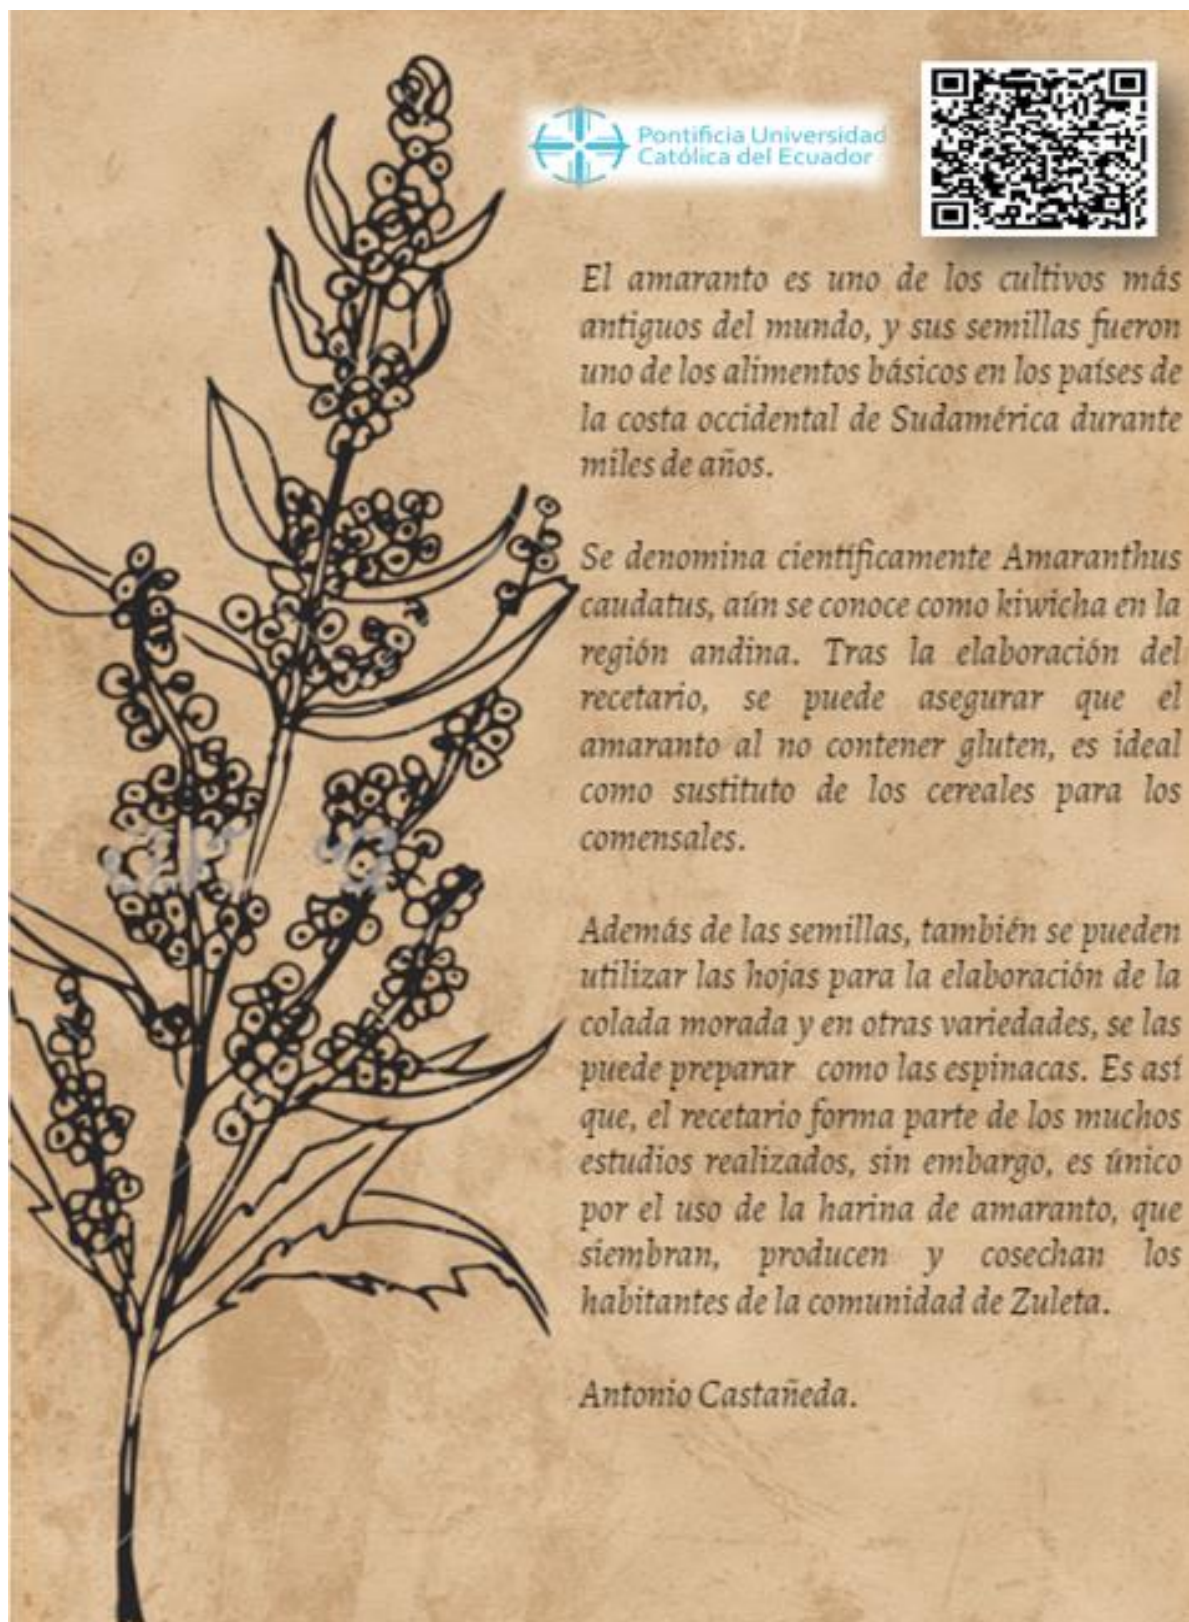 Pontificia Universidad
Católica del Ecuador
El amaranto es uno de los cultivos más
antiguos del mundo, y sus semillas fueron
uno de los alimentos básicos en los países de
la costa occidental de Sudamérica durante
miles de años.
Se denomina científicamente Amaranthus
caudatus, aún se conoce como kiwicha en la
región andina. Tras la elaboración del
recetario, se puede asegurar que el
amaranto al no contener gluten, es ideal
como sustituto de los cereales para los
comensales.
Además de las semillas, también se pueden
utilizar las hojas para la elaboración de la
colada morada y en otras variedades, se las
puede preparar como las espinacas. Es así
que, el recetario forma parte de los muchos
estudios realizados, sin embargo, es único
por el uso de la harina de amaranto, que
siembran, producen y cosechan los
habitantes de la comunidad de Zuleta.
Antonio Castañeda.